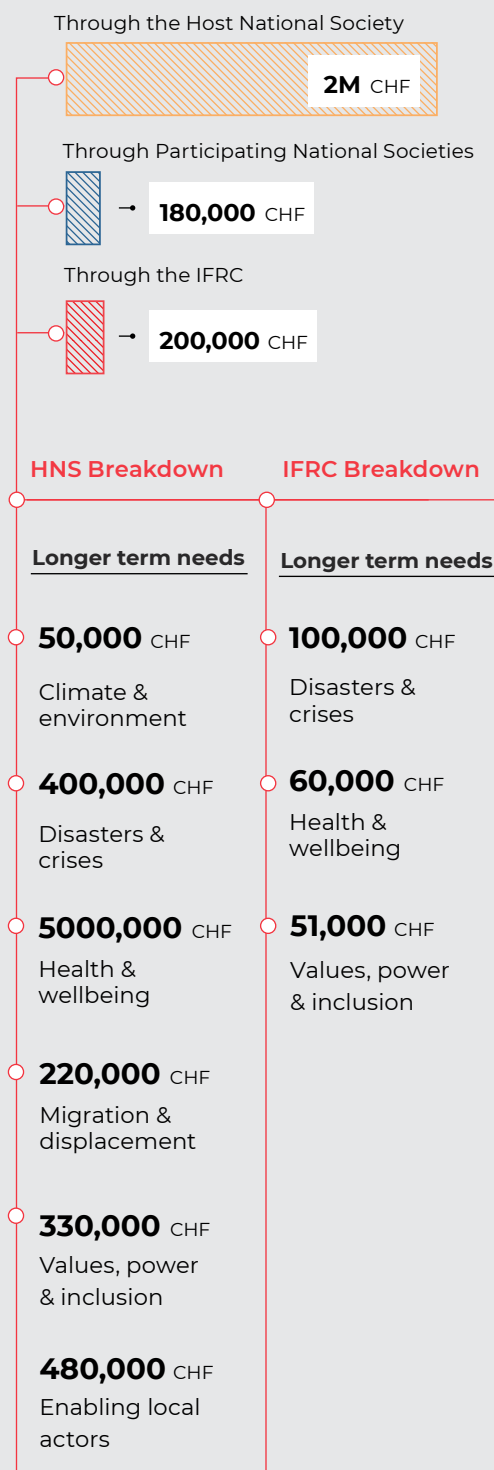 Through the Host National Society
2M CHF
Through Participating National Societies
180,000 CHF
Through the IFRC
200,000 CHF
HNS Breakdown
Longer term needs
50,000 CHF
Climate &
environment
400,000 CHF
Disasters &
crises
5000,000 CHF
Health &
wellbeing
220,000 CHF
Migration &
displacement
330,000 CHF
Values, power
& inclusion
480,000 CHF
Enabling local
actors
IFRC Breakdown
Longer term needs
100,000 CHF
Disasters &
crises
60,000 CHF
Health &
wellbeing
51,000 CHF
Values, power
& inclusion